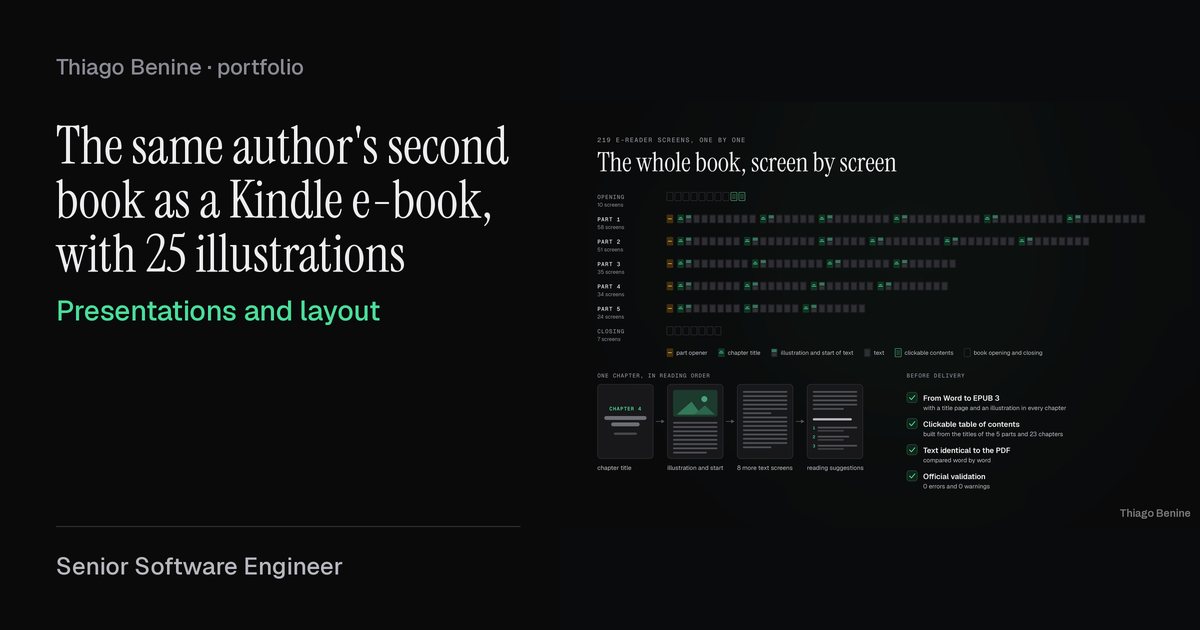 Thiago Benine · portfolio
The same author's second
book as a Kindle e-book,
with 25 illustrations
Presentations and layout
Senior Software Engineer
219 E-READER SCREENS, ONE BY ONE
The whole book, screen by screen
OPENING
10 screens
PART 1
58 screens
PART 2
51 screens
PART 3
35 screens
PART 4
34 screens
PART 5
24 screens
CLOSING
7 screens
part opener
chapter title
illustration and start of text
text
clickable contents
book opening and closing
ONE CHAPTER, IN READING ORDER
CHAPTER 4
1
2
3
chapter title
illustration and start
8 more text screens
reading suggestions
BEFORE DELIVERY
From Word to EPUB 3
with a title page and an illustration in every chapter
Clickable table of contents
built from the titles of the 5 parts and 23 chapters
Text identical to the PDF
compared word by word
Official validation
0 errors and 0 warnings
Thiago Benine